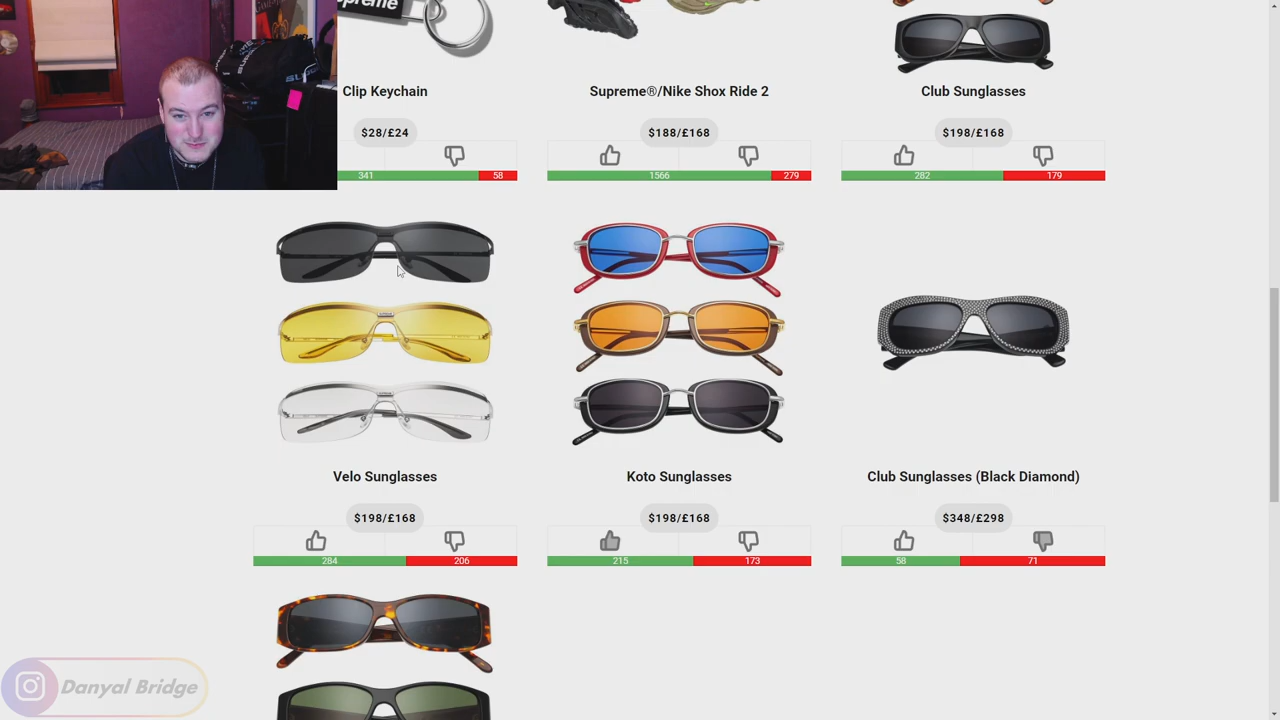 preme
Clip Keychain
$28/£24
341
58
Supreme®/Nike Shox Ride 2
$188/£168
1566
279
Club Sunglasses
$198/£168
282
179
Velo Sunglasses
$198/£168
284
206
Koto Sunglasses
$198/£168
215
173
Club Sunglasses (Black Diamond)
$348/£298
58
71
Danyal Bridge